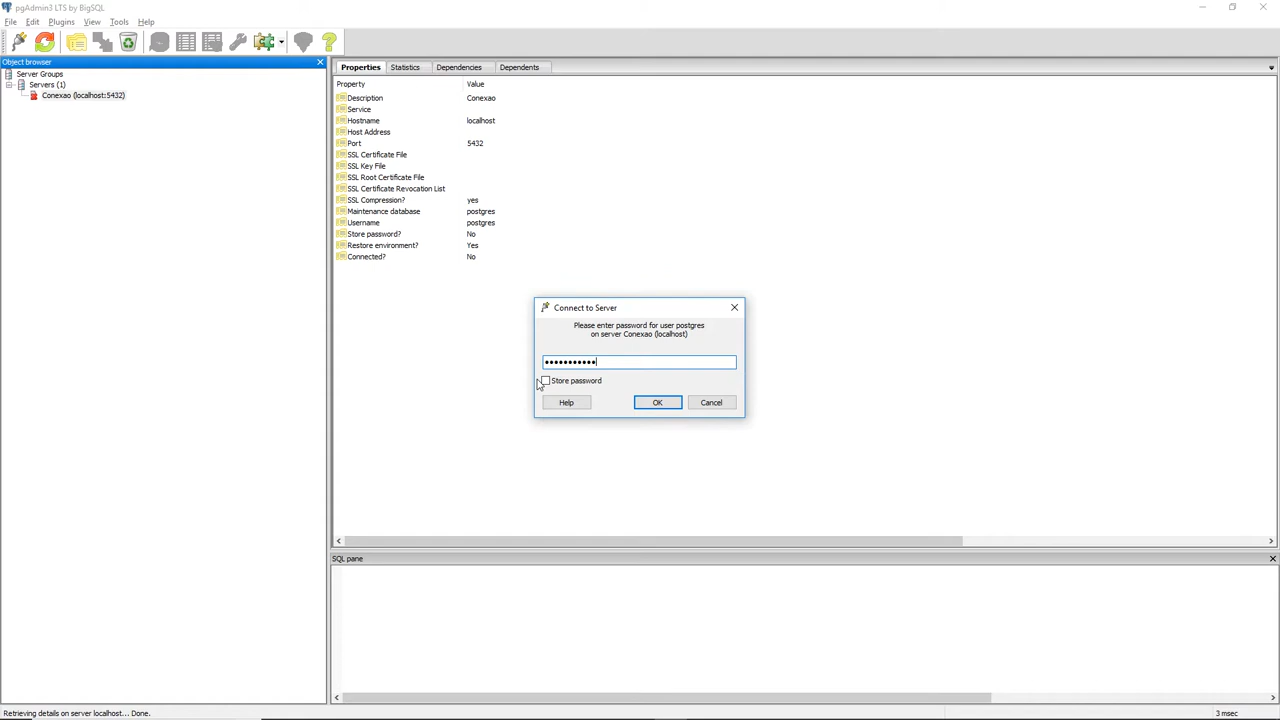 pgAdmin3 LTS by BigSQL
File Edit Plugins View Tools Help
Object browser
Server Groups
Servers (1)
Conexao (localhost:5432)
Properties Statistics Dependencies Dependents
Property Value
Description Conexao
Service
Hostname localhost
Host Address
Port 5432
SSL Certificate File
SSL Key File
SSL Root Certificate File
SSL Certificate Revocation List
SSL Compression? yes
Maintenance database postgres
Username postgres
Store password? No
Restore environment? Yes
Connected? No
Connect to Server
Please enter password for user postgres
on server Conexao (localhost)
•••••••••••
Store password
Help OK Cancel
SQL pane
Retrieving details on server localhost... Done. 3 msec